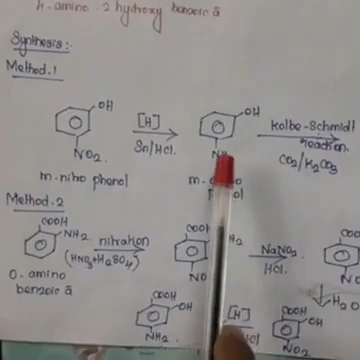 4-amino-2 hydroxy benzoic ā
Synthesis:-
Method.1
OH
[H]
OH
Kolbe-Schmidt
reaction
NO2.
Sn/HCl.
CO2/K2CO3
m-nitro phenol
Method-2
COOH
NH2
nitration
(HNO3+H2SO4)
COOH
NaNO2
HCl.
O.amino
benzoic ā
H2O
COOH
OH
NH2
[H]
COOH
OH
NO2